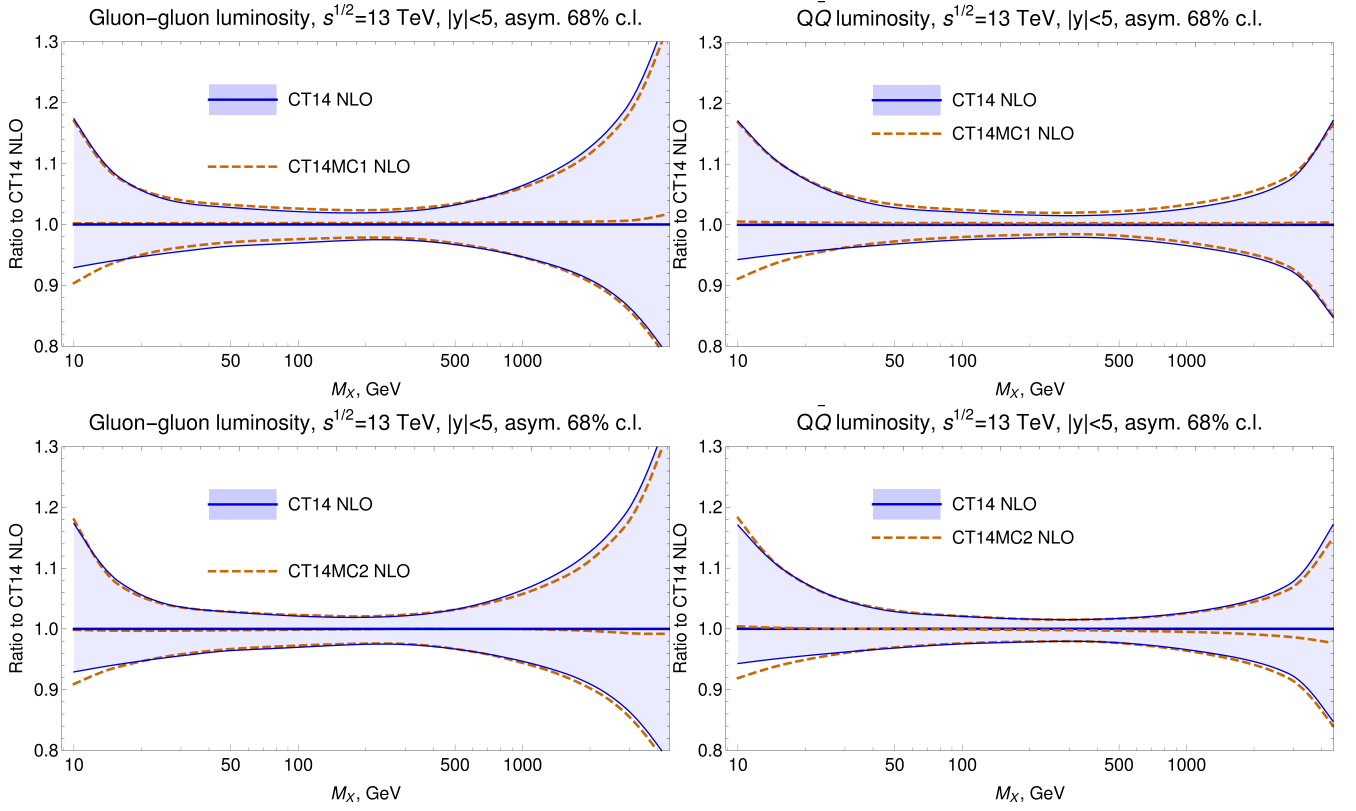 Gluon−gluon luminosity, s^1/2=13 TeV, |y|<5, asym. 68% c.l.
1.3
1.2
1.1
1.0
0.9
0.8
Ratio to CT14 NLO
CT14 NLO
CT14MC1 NLO
10 50 100 500 1000
M_X, GeV
QQ̄ luminosity, s^1/2=13 TeV, |y|<5, asym. 68% c.l.
1.3
1.2
1.1
1.0
0.9
0.8
Ratio to CT14 NLO
CT14 NLO
CT14MC1 NLO
10 50 100 500 1000
M_X, GeV
Gluon−gluon luminosity, s^1/2=13 TeV, |y|<5, asym. 68% c.l.
1.3
1.2
1.1
1.0
0.9
0.8
Ratio to CT14 NLO
CT14 NLO
CT14MC2 NLO
10 50 100 500 1000
M_X, GeV
QQ̄ luminosity, s^1/2=13 TeV, |y|<5, asym. 68% c.l.
1.3
1.2
1.1
1.0
0.9
0.8
Ratio to CT14 NLO
CT14 NLO
CT14MC2 NLO
10 50 100 500 1000
M_X, GeV